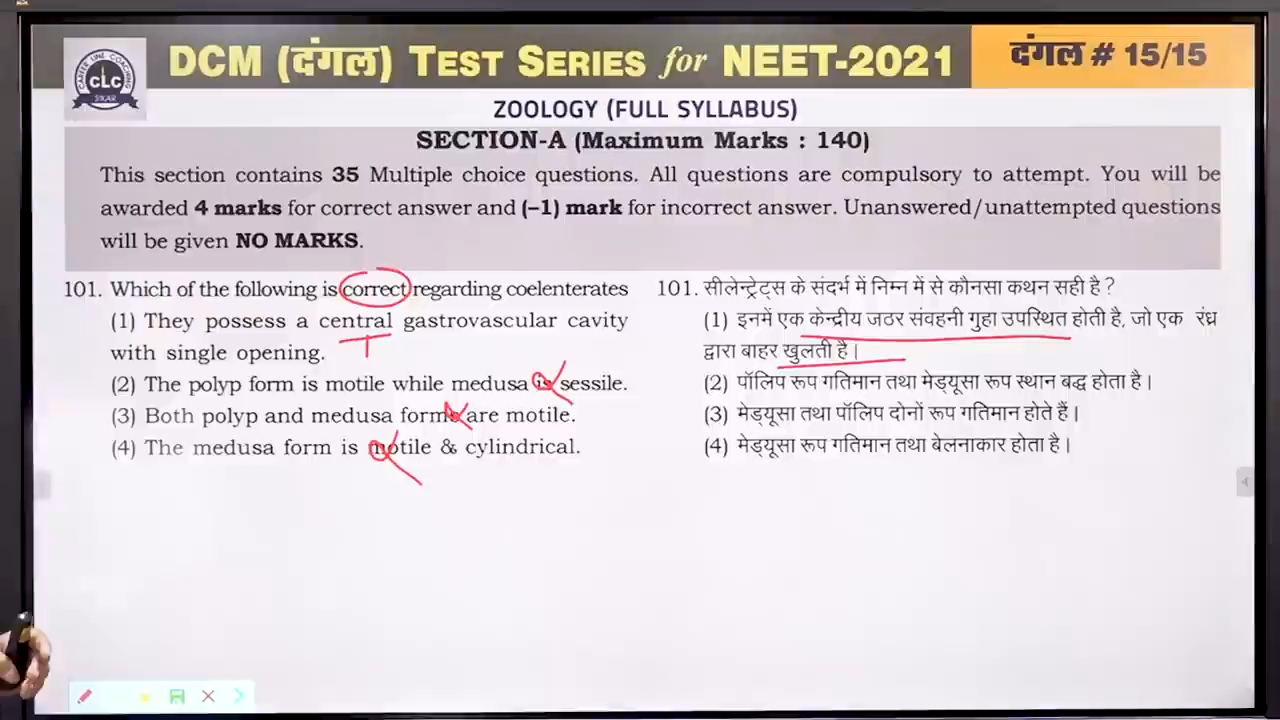 CAREER LINE COACHING
CLC
SIKAR
DCM (दंगल) TEST SERIES for NEET-2021
दंगल # 15/15
ZOOLOGY (FULL SYLLABUS)
SECTION-A (Maximum Marks : 140)
This section contains 35 Multiple choice questions. All questions are compulsory to attempt. You will be
awarded 4 marks for correct answer and (–1) mark for incorrect answer. Unanswered/unattempted questions
will be given NO MARKS.
101. Which of the following is correct regarding coelenterates
(1) They possess a central gastrovascular cavity
with single opening.
T
(2) The polyp form is motile while medusa is sessile.
(3) Both polyp and medusa forms are motile.
(4) The medusa form is motile & cylindrical.
101. सीलेन्ट्रेट्स के संदर्भ में निम्न में से कौनसा कथन सही है ?
(1) इनमें एक केन्द्रीय जठर संवहनी गुहा उपस्थित होती है, जो एक रंध्र
द्वारा बाहर खुलती है।
(2) पॉलिप रूप गतिमान तथा मेड्यूसा रूप स्थान बद्ध होता है।
(3) मेड्यूसा तथा पॉलिप दोनों रूप गतिमान होते हैं।
(4) मेड्यूसा रूप गतिमान तथा बेलनाकार होता है।